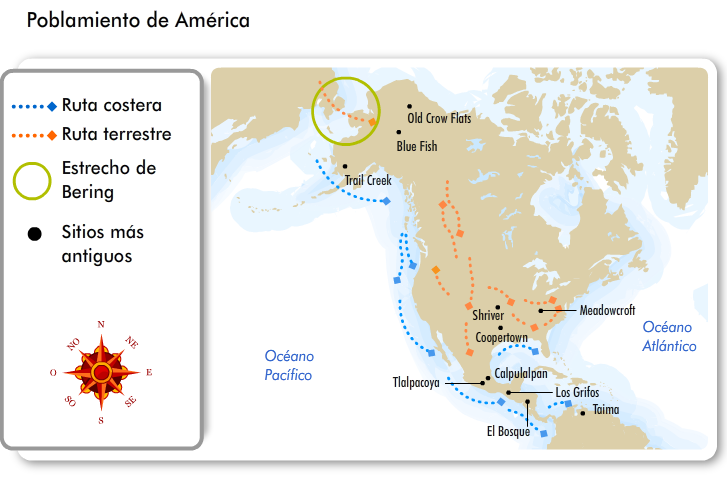 Poblamiento de América
Ruta costera
Ruta terrestre
Estrecho de
Bering
Sitios más
antiguos
N
NO
NE
O
E
SO
SE
S
Old Crow Flats
Blue Fish
Trail Creek
Shriver
Meadowcroft
Coopertown
Océano
Atlántico
Océano
Pacífico
Calpulalpan
Tlalpacoya
Los Grifos
Taima
El Bosque